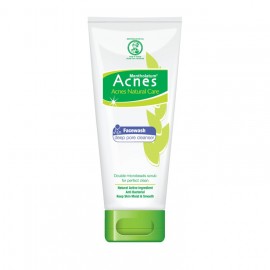 Mentholatum
Acnes
Acnes Natural Care
Facewash
Deep pore cleanser
Double microbeads scrub
for perfect clean
Natural Active Ingredient
Anti Bacterial
Keep Skin Moist & Smooth